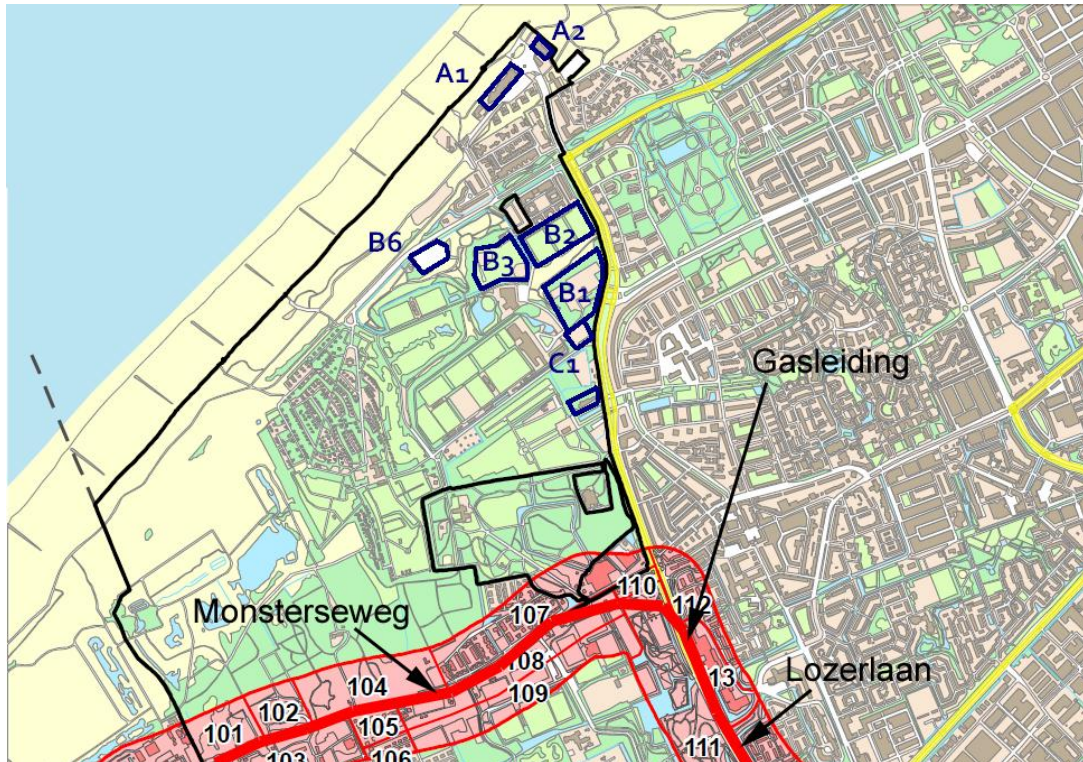 A2
A1
B6
B2
B3
B1
C1
Gasleiding
Monsterseweg
110
112
107
Lozerlaan
108
13
104
109
102
105
101
111
103
106